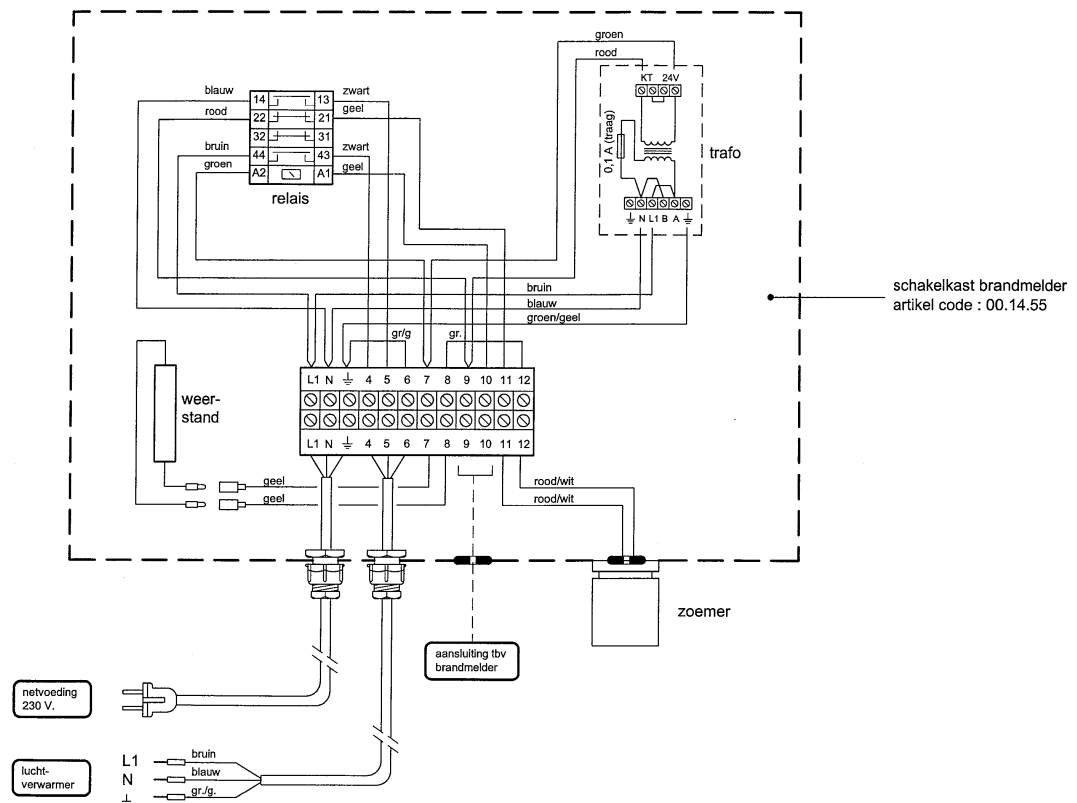 groen
rood
KT 24V
0,1 A (traag)
trafo
N L1 B A
blauw 14 13 zwart
rood 22 21 geel
32 31
bruin 44 43 zwart
groen A2 A1 geel
relais
bruin
blauw
groen/geel
schakelkast brandmelder
artikel code : 00.14.55
gr/g
gr.
L1 N 4 5 6 7 8 9 10 11 12
weer-
stand
L1 N 4 5 6 7 8 9 10 11 12
geel
geel
rood/wit
rood/wit
zoemer
aansluiting tbv
brandmelder
netvoeding
230 V.
lucht-
verwarmer
L1 bruin
N blauw
gr./g.